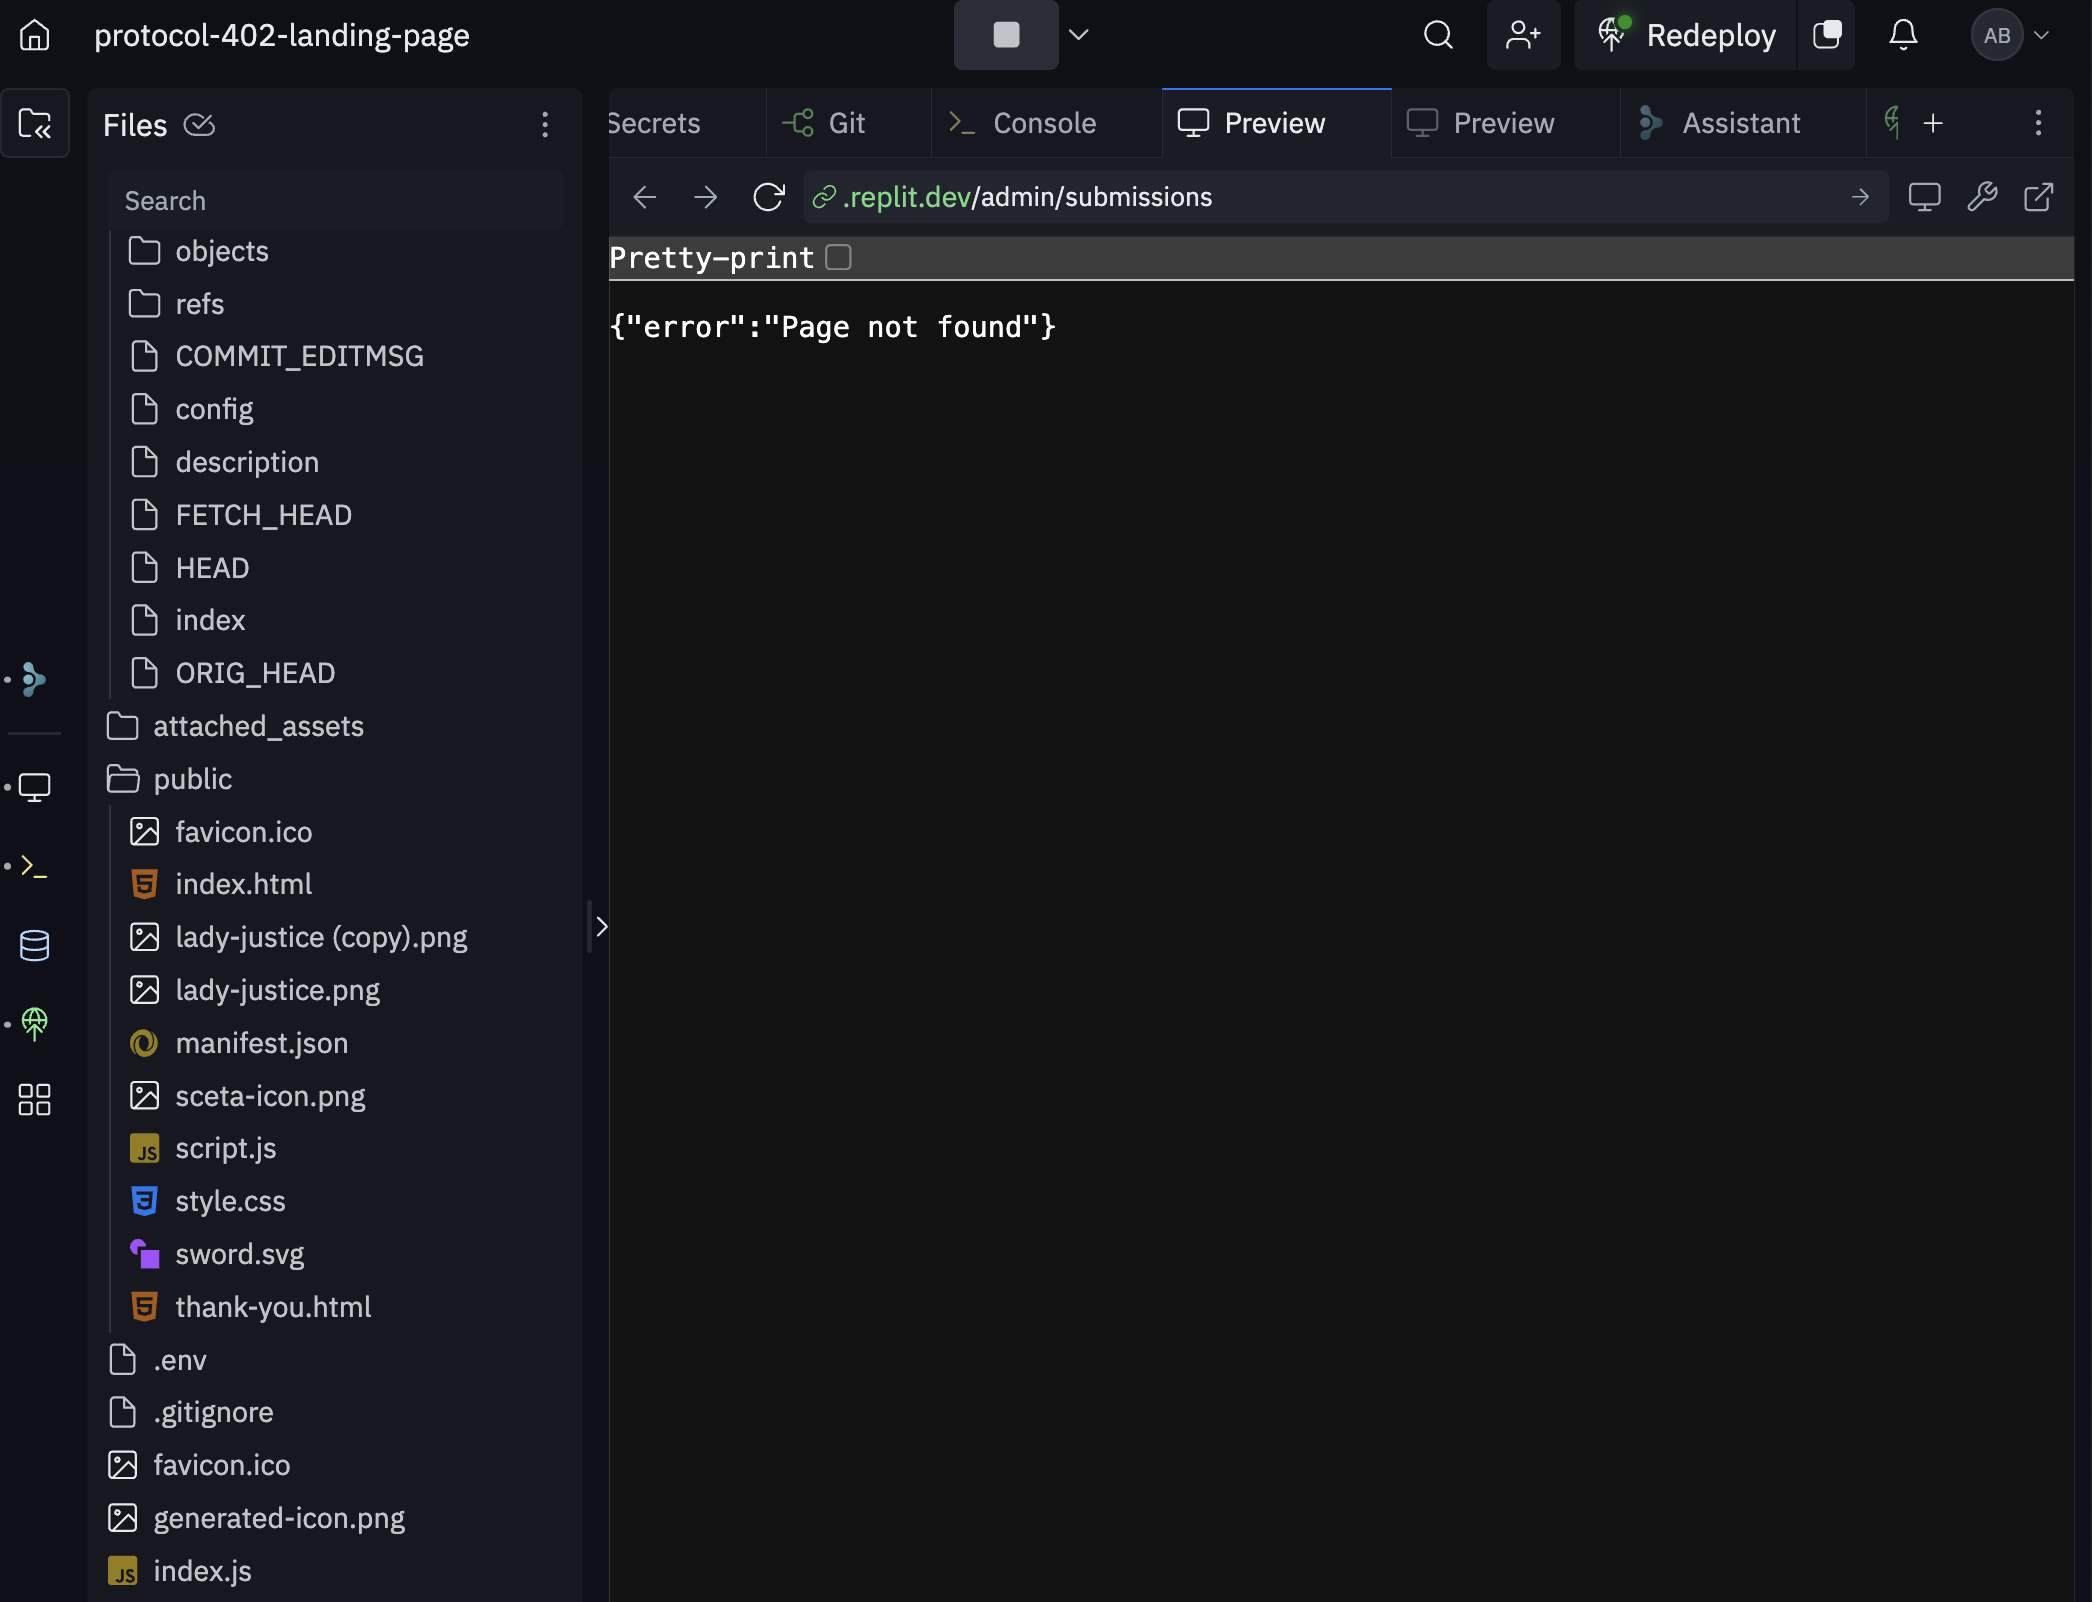 protocol-402-landing-page
Redeploy
AB
Files
Search
objects
refs
COMMIT_EDITMSG
config
description
FETCH_HEAD
HEAD
index
ORIG_HEAD
attached_assets
public
favicon.ico
index.html
lady-justice (copy).png
lady-justice.png
manifest.json
sceta-icon.png
JS script.js
style.css
sword.svg
thank-you.html
.env
.gitignore
favicon.ico
generated-icon.png
JS index.js
Secrets
Git
Console
Preview
Preview
Assistant
.replit.dev/admin/submissions
Pretty-print
{"error":"Page not found"}